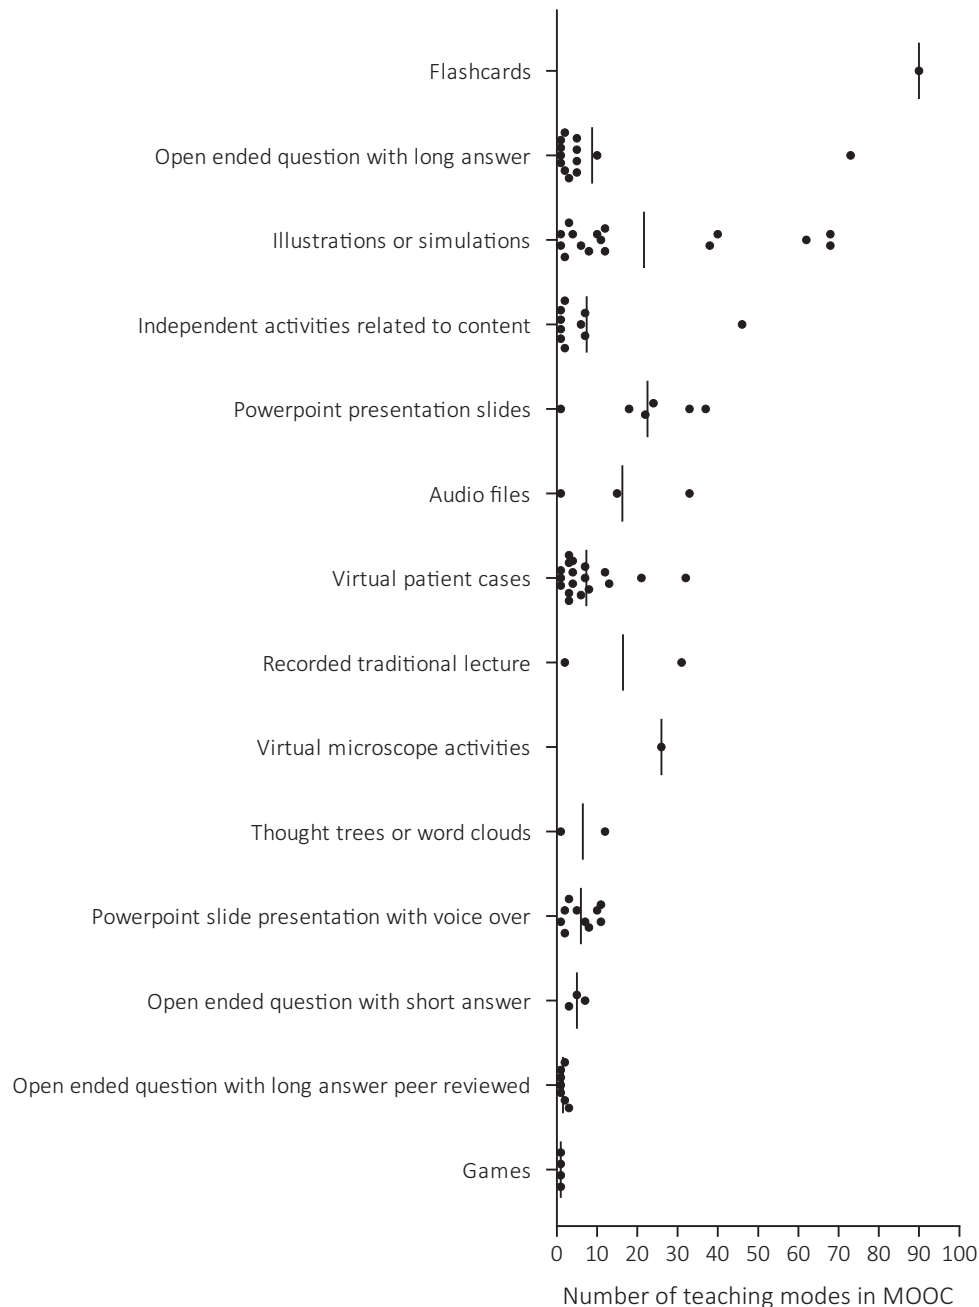 Flashcards
Open ended question with long answer
Illustrations or simulations
Independent activities related to content
Powerpoint presentation slides
Audio files
Virtual patient cases
Recorded traditional lecture
Virtual microscope activities
Thought trees or word clouds
Powerpoint slide presentation with voice over
Open ended question with short answer
Open ended question with long answer peer reviewed
Games
0 10 20 30 40 50 60 70 80 90 100
Number of teaching modes in MOOC